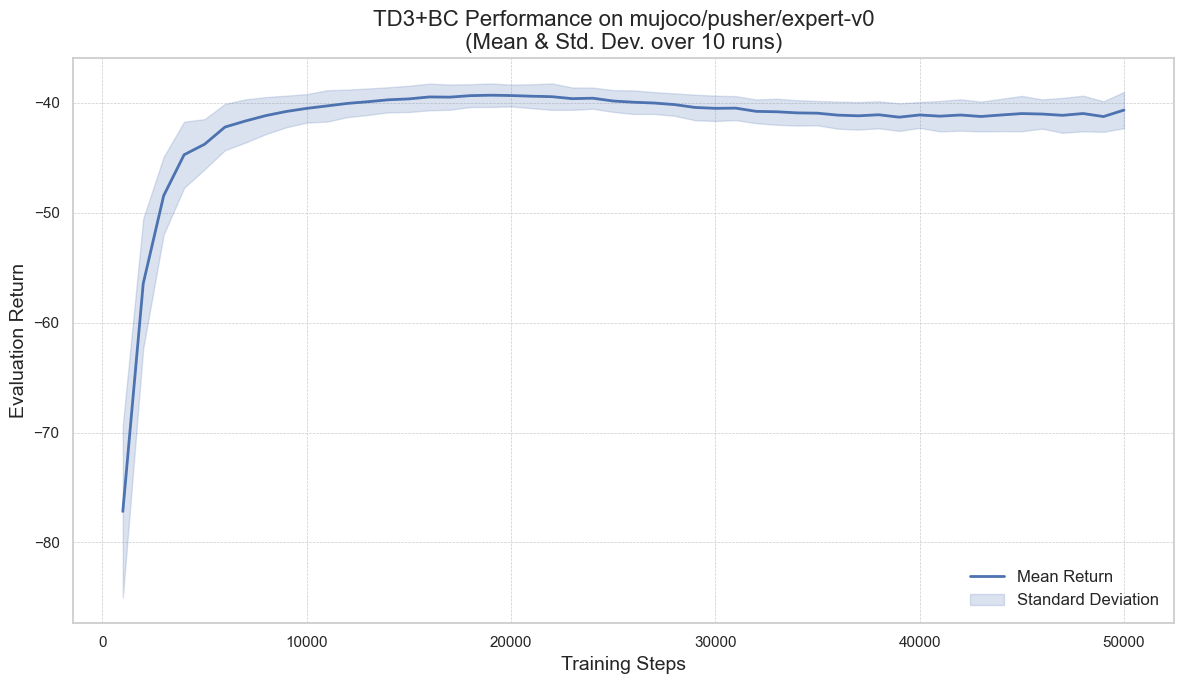 TD3+BC Performance on mujoco/pusher/expert-v0
(Mean & Std. Dev. over 10 runs)
Evaluation Return
−40
−50
−60
−70
−80
Mean Return
Standard Deviation
0
10000
20000
30000
40000
50000
Training Steps